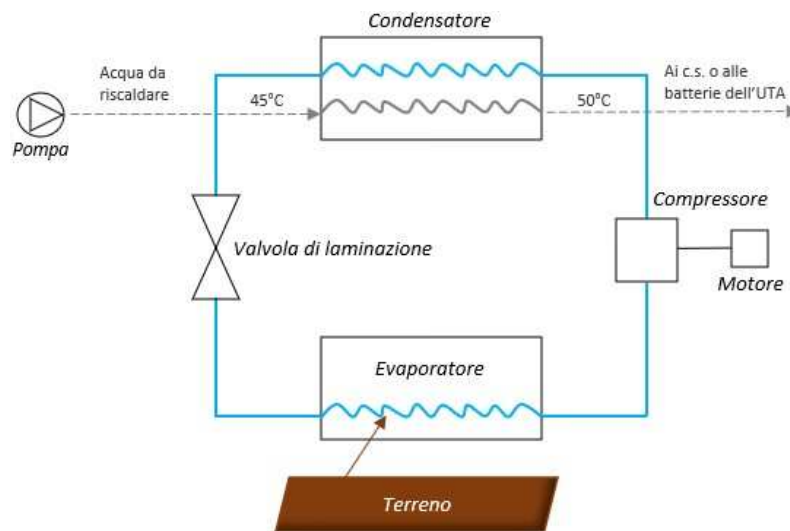 Condensatore
Acqua da
riscaldare
45°C
50°C
Ai c.s. o alle
batterie dell'UTA
Pompa
Compressore
Valvola di laminazione
Motore
Evaporatore
Terreno